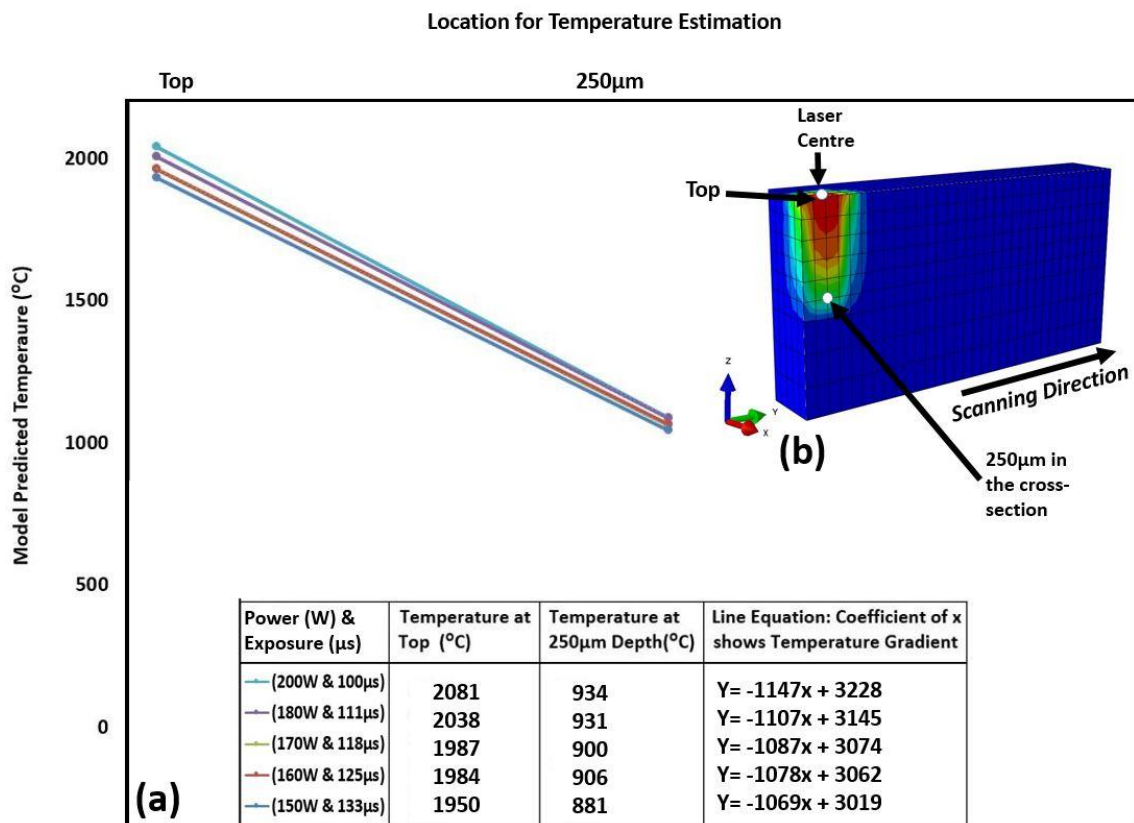 Location for Temperature Estimation
Top 250µm
Model Predicted Temperaure (⁰C)
2000
1500
1000
500
0
Laser
Centre
Top
Z
Y
X
Scanning Direction
(b)
250µm in
the cross-
section
Power (W) &
Exposure (µs)
Temperature at
Top (⁰C)
Temperature at
250µm Depth(⁰C)
Line Equation: Coefficient of x
shows Temperature Gradient
(200W & 100µs) 2081 934 Y= -1147x + 3228
(180W & 111µs) 2038 931 Y= -1107x + 3145
(170W & 118µs) 1987 900 Y= -1087x + 3074
(160W & 125µs) 1984 906 Y= -1078x + 3062
(150W & 133µs) 1950 881 Y= -1069x + 3019
(a)